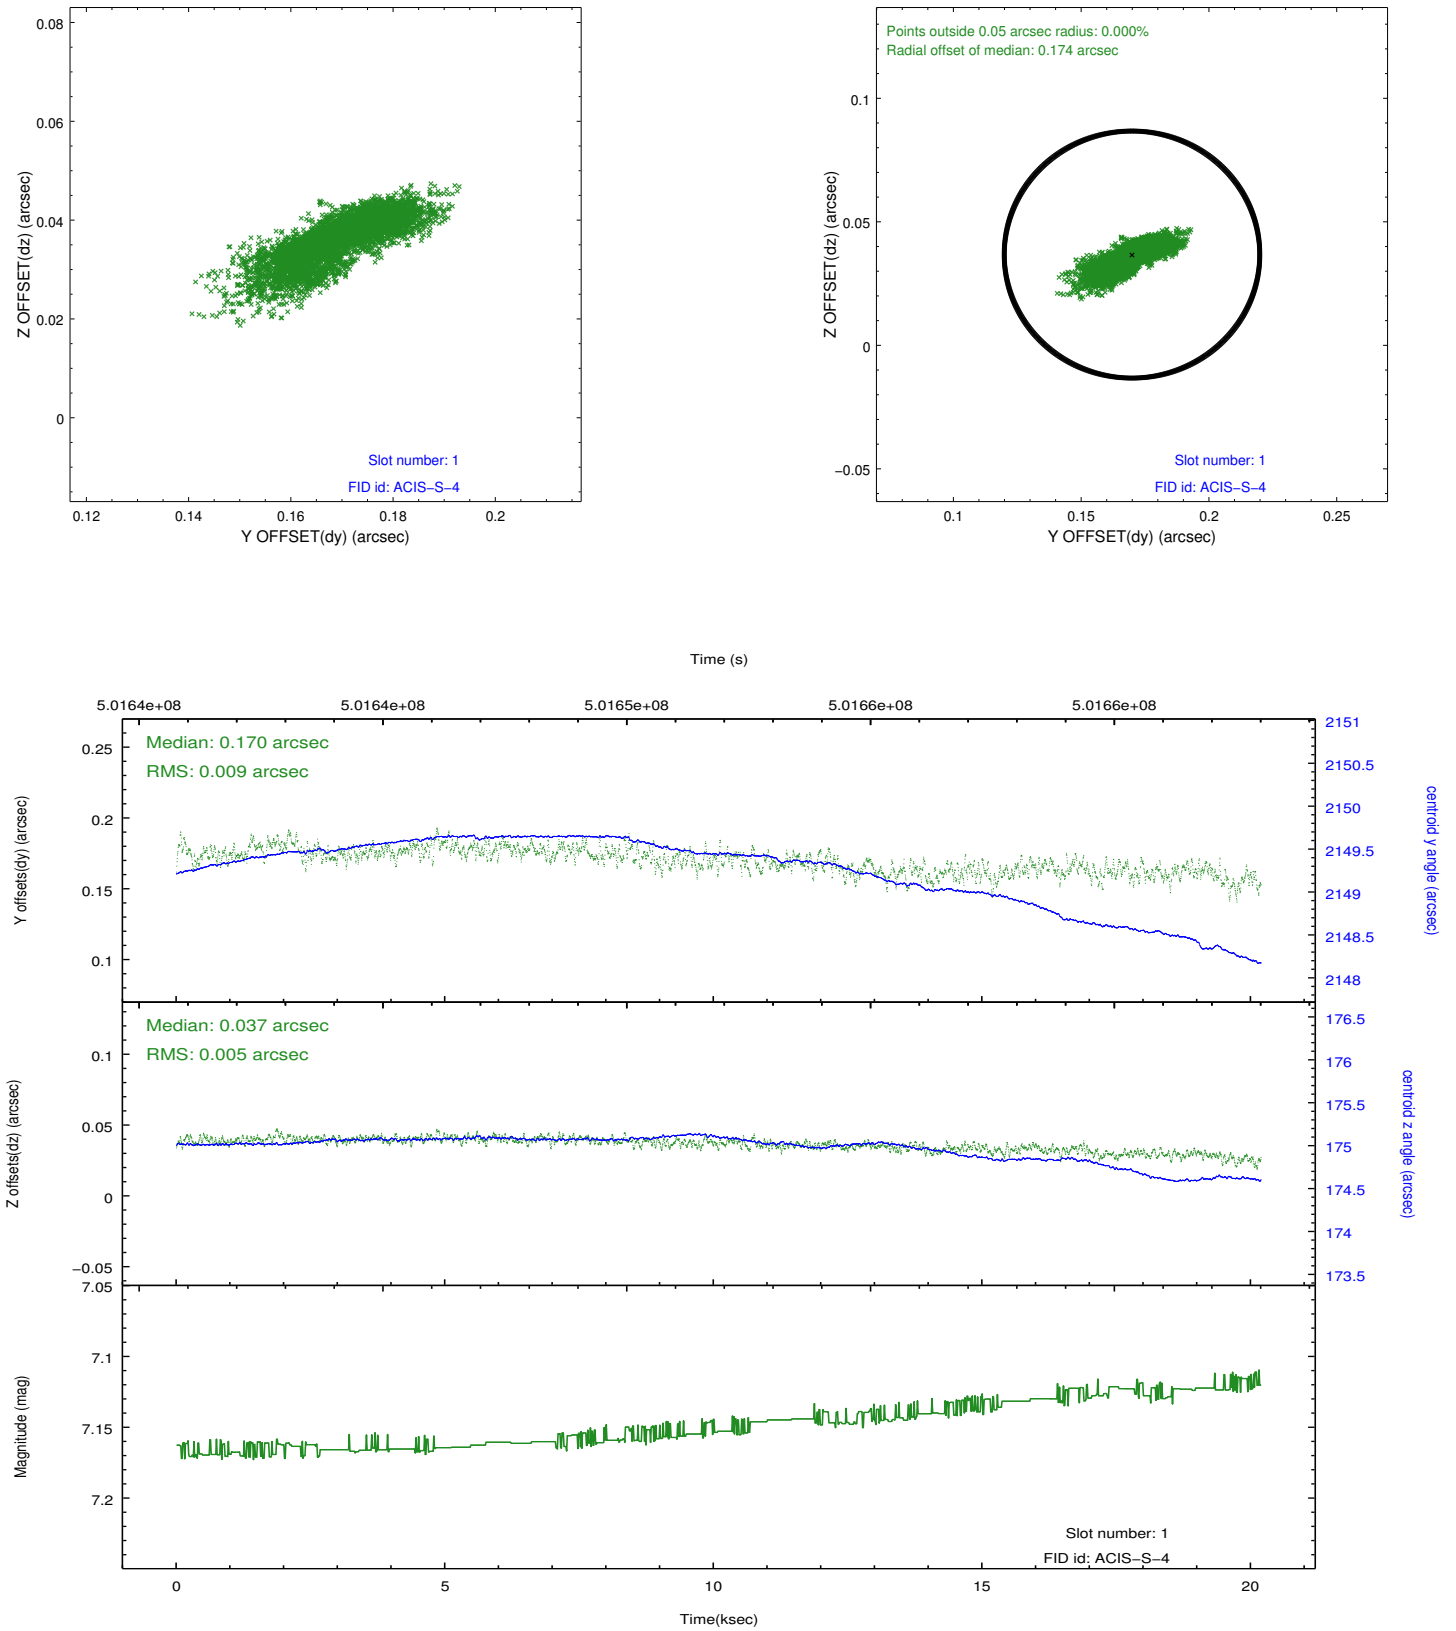 0.08
0.06
0.04
0.02
0
Z OFFSET(dz) (arcsec)
Slot number: 1
FID id: ACIS−S−4
0.12 0.14 0.16 0.18 0.2
Y OFFSET(dy) (arcsec)
Points outside 0.05 arcsec radius: 0.000%
Radial offset of median: 0.174 arcsec
0.1
0.05
0
−0.05
Z OFFSET(dz) (arcsec)
Slot number: 1
FID id: ACIS−S−4
0.1 0.15 0.2 0.25
Y OFFSET(dy) (arcsec)
Time (s)
5.0164e+08 5.0164e+08 5.0165e+08 5.0166e+08 5.0166e+08
Median: 0.170 arcsec
RMS: 0.009 arcsec
0.25
0.2
0.15
0.1
Y offsets(dy) (arcsec)
2151
2150.5
2150
2149.5
2149
2148.5
2148
centroid y angle (arcsec)
Median: 0.037 arcsec
RMS: 0.005 arcsec
0.1
0.05
0
−0.05
Z offsets(dz) (arcsec)
176.5
176
175.5
175
174.5
174
173.5
centroid z angle (arcsec)
7.05
7.1
7.15
7.2
Magnitude (mag)
Slot number: 1
FID id: ACIS−S−4
0 5 10 15 20
Time(ksec)